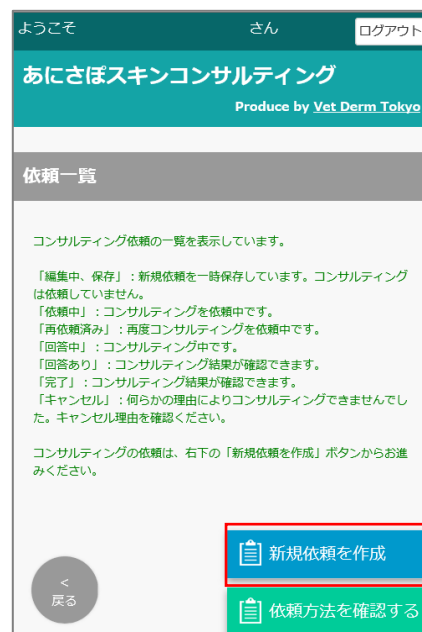 ようこそ さん ログアウト
あにさぽスキンコンサルティング
Produce by Vet Derm Tokyo
依頼一覧
コンサルティング依頼の一覧を表示しています。
「編集中、保存」：新規依頼を一時保存しています。コンサルティング
は依頼していません。
「依頼中」：コンサルティングを依頼中です。
「再依頼済み」：再度コンサルティングを依頼中です。
「回答中」：コンサルティング中です。
「回答あり」：コンサルティング結果が確認できます。
「完了」：コンサルティング結果が確認できます。
「キャンセル」：何らかの理由によりコンサルティングできませんでし
た。キャンセル理由を確認ください。
コンサルティングの依頼は、右下の「新規依頼を作成」ボタンからお進
みください。
新規依頼を作成
<
戻る
依頼方法を確認する